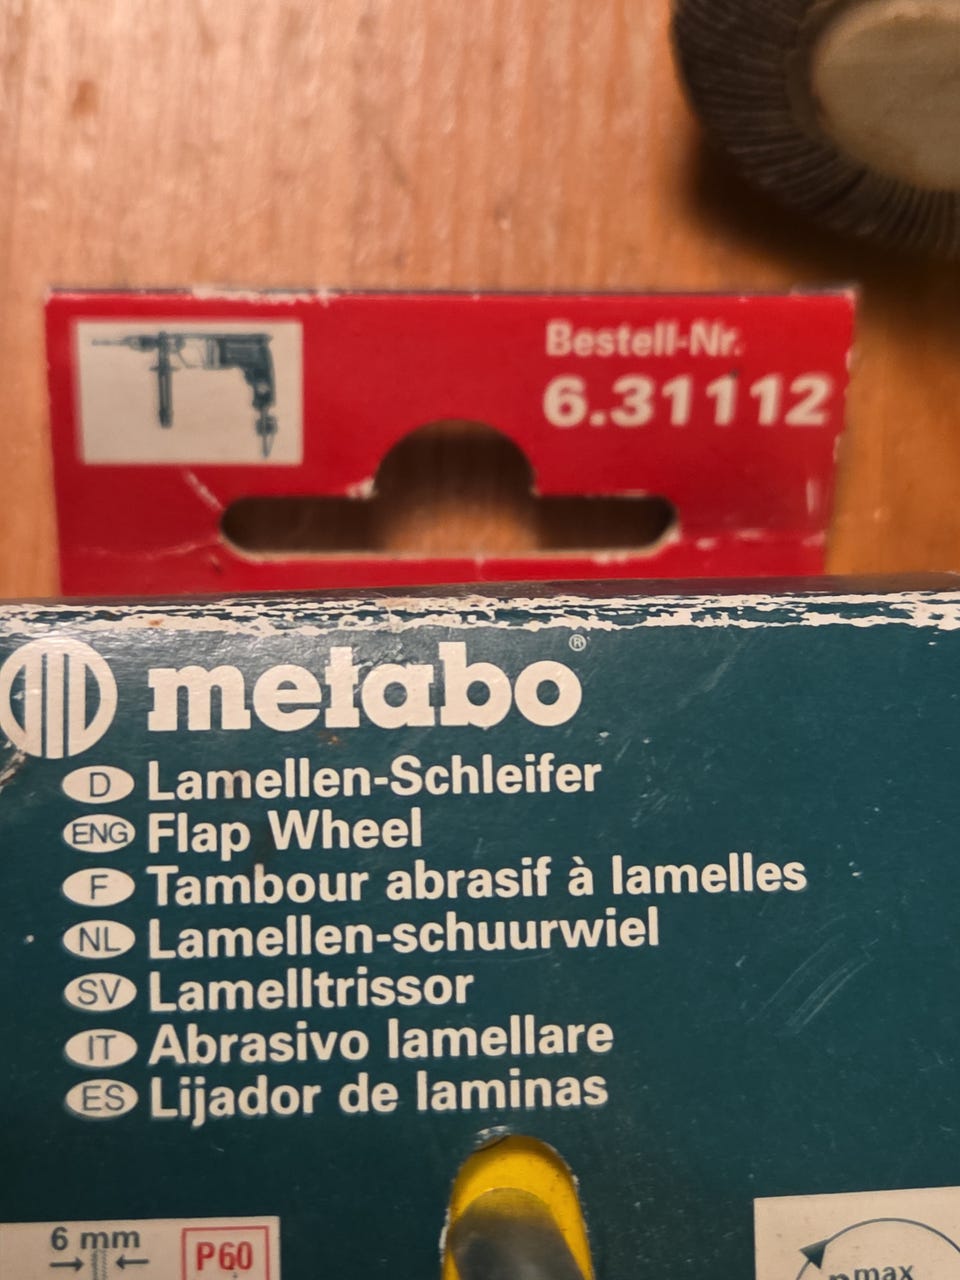 Bestell-Nr.
6.31112
metabo®
D Lamellen-Schleifer
ENG Flap Wheel
F Tambour abrasif à lamelles
NL Lamellen-schuurwiel
SV Lamelltrissor
IT Abrasivo lamellare
ES Lijador de laminas
6 mm
P60
nmax